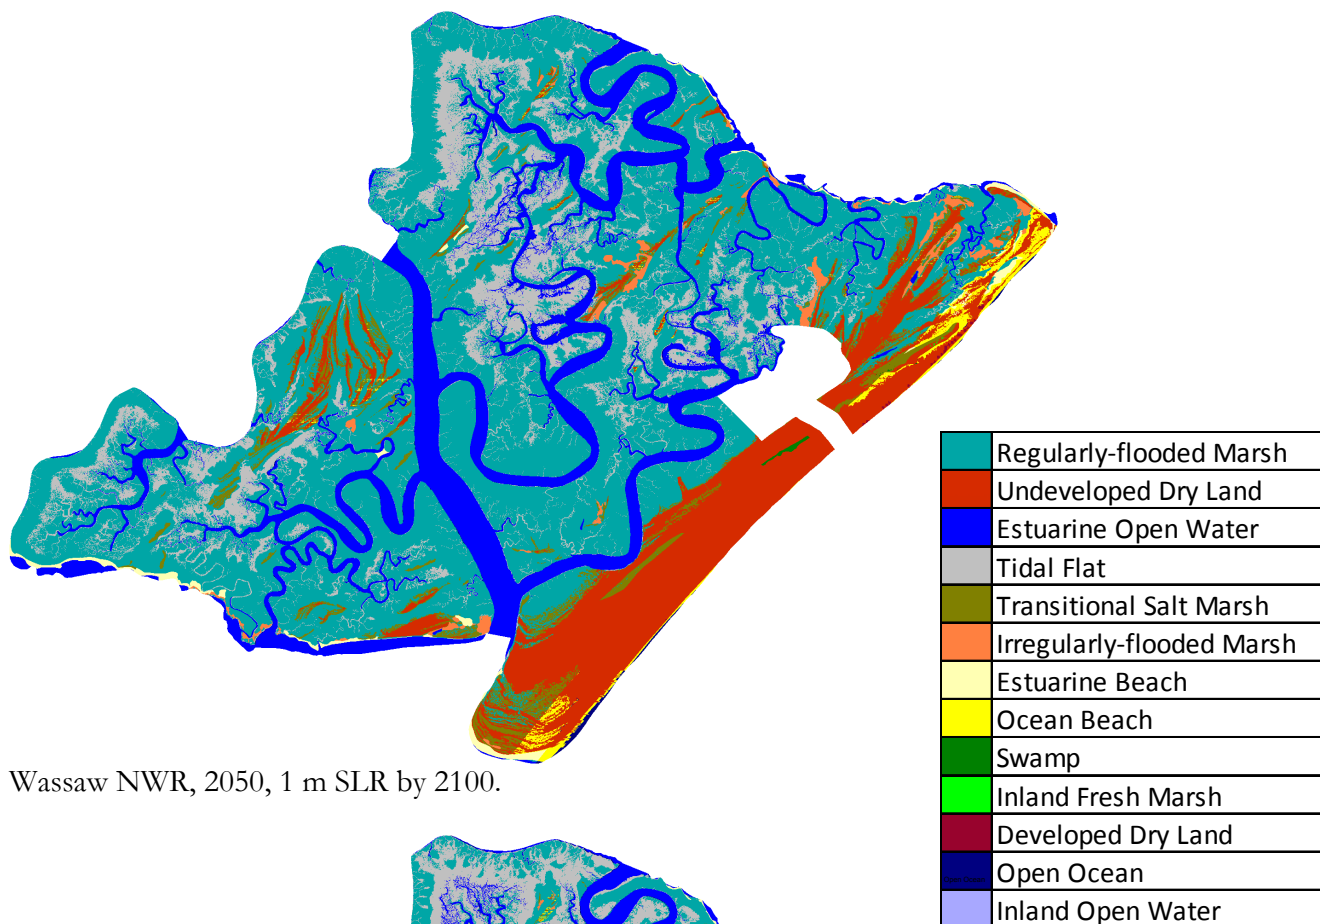 Regularly-flooded Marsh
Undeveloped Dry Land
Estuarine Open Water
Tidal Flat
Transitional Salt Marsh
Irregularly-flooded Marsh
Estuarine Beach
Ocean Beach
Swamp
Inland Fresh Marsh
Developed Dry Land
Open Ocean
Inland Open Water
Wassaw NWR, 2050, 1 m SLR by 2100.